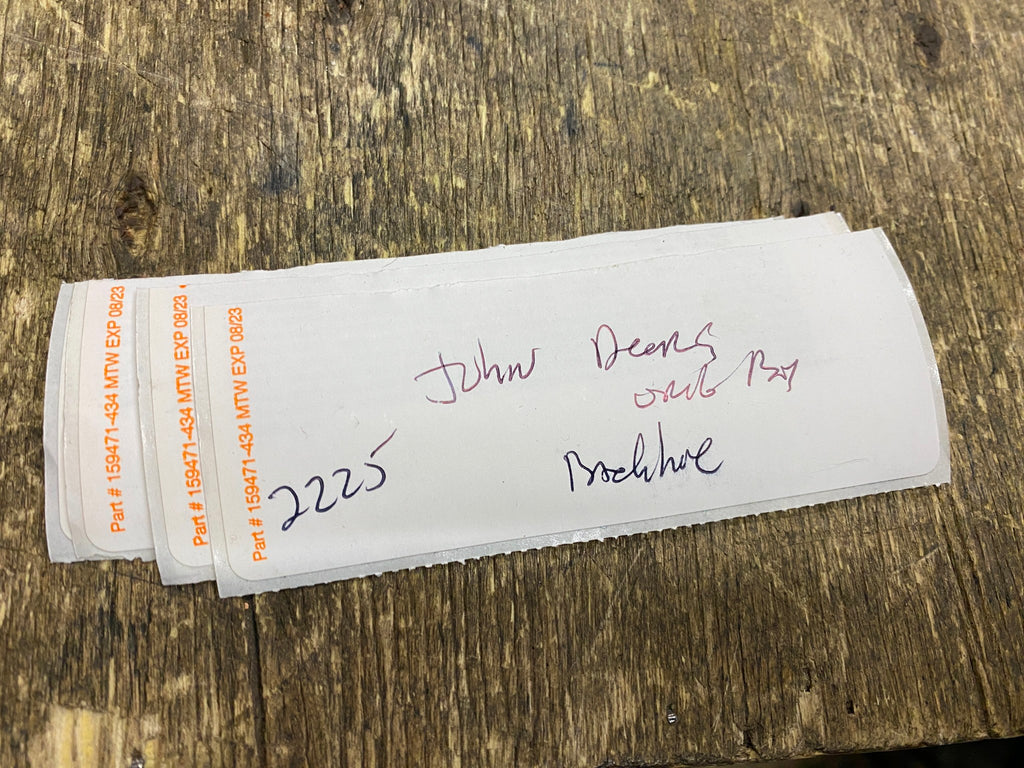 Part # 159471-434 MTW EXP 08/23
Part # 159471-434 MTW EXP 08/23
Part # 159471-434 MTW EXP 08/23
John Deere
2225
Backhoe